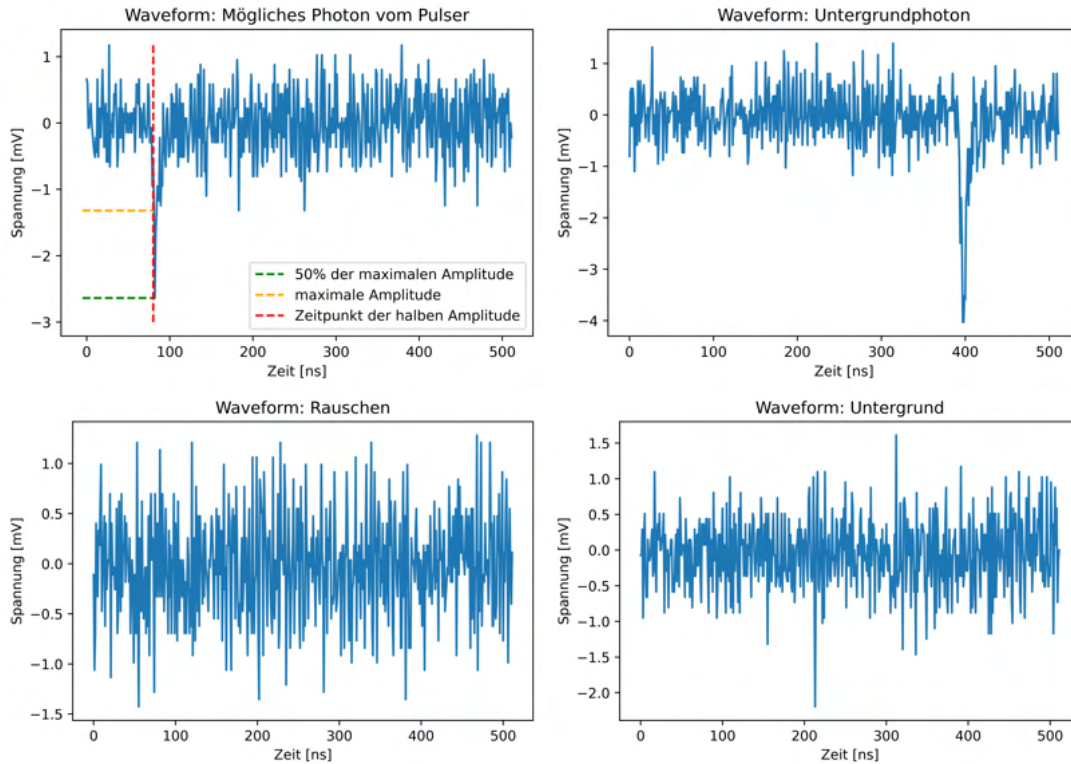 Waveform: Mögliches Photon vom Pulser
1
0
−1
−2
−3
Spannung [mV]
50% der maximalen Amplitude
maximale Amplitude
Zeitpunkt der halben Amplitude
0 100 200 300 400 500
Zeit [ns]
Waveform: Untergrundphoton
1
0
−1
−2
−3
−4
Spannung [mV]
0 100 200 300 400 500
Zeit [ns]
Waveform: Rauschen
1.0
0.5
0.0
−0.5
−1.0
−1.5
Spannung [mV]
0 100 200 300 400 500
Zeit [ns]
Waveform: Untergrund
1.5
1.0
0.5
0.0
−0.5
−1.0
−1.5
−2.0
Spannung [mV]
0 100 200 300 400 500
Zeit [ns]